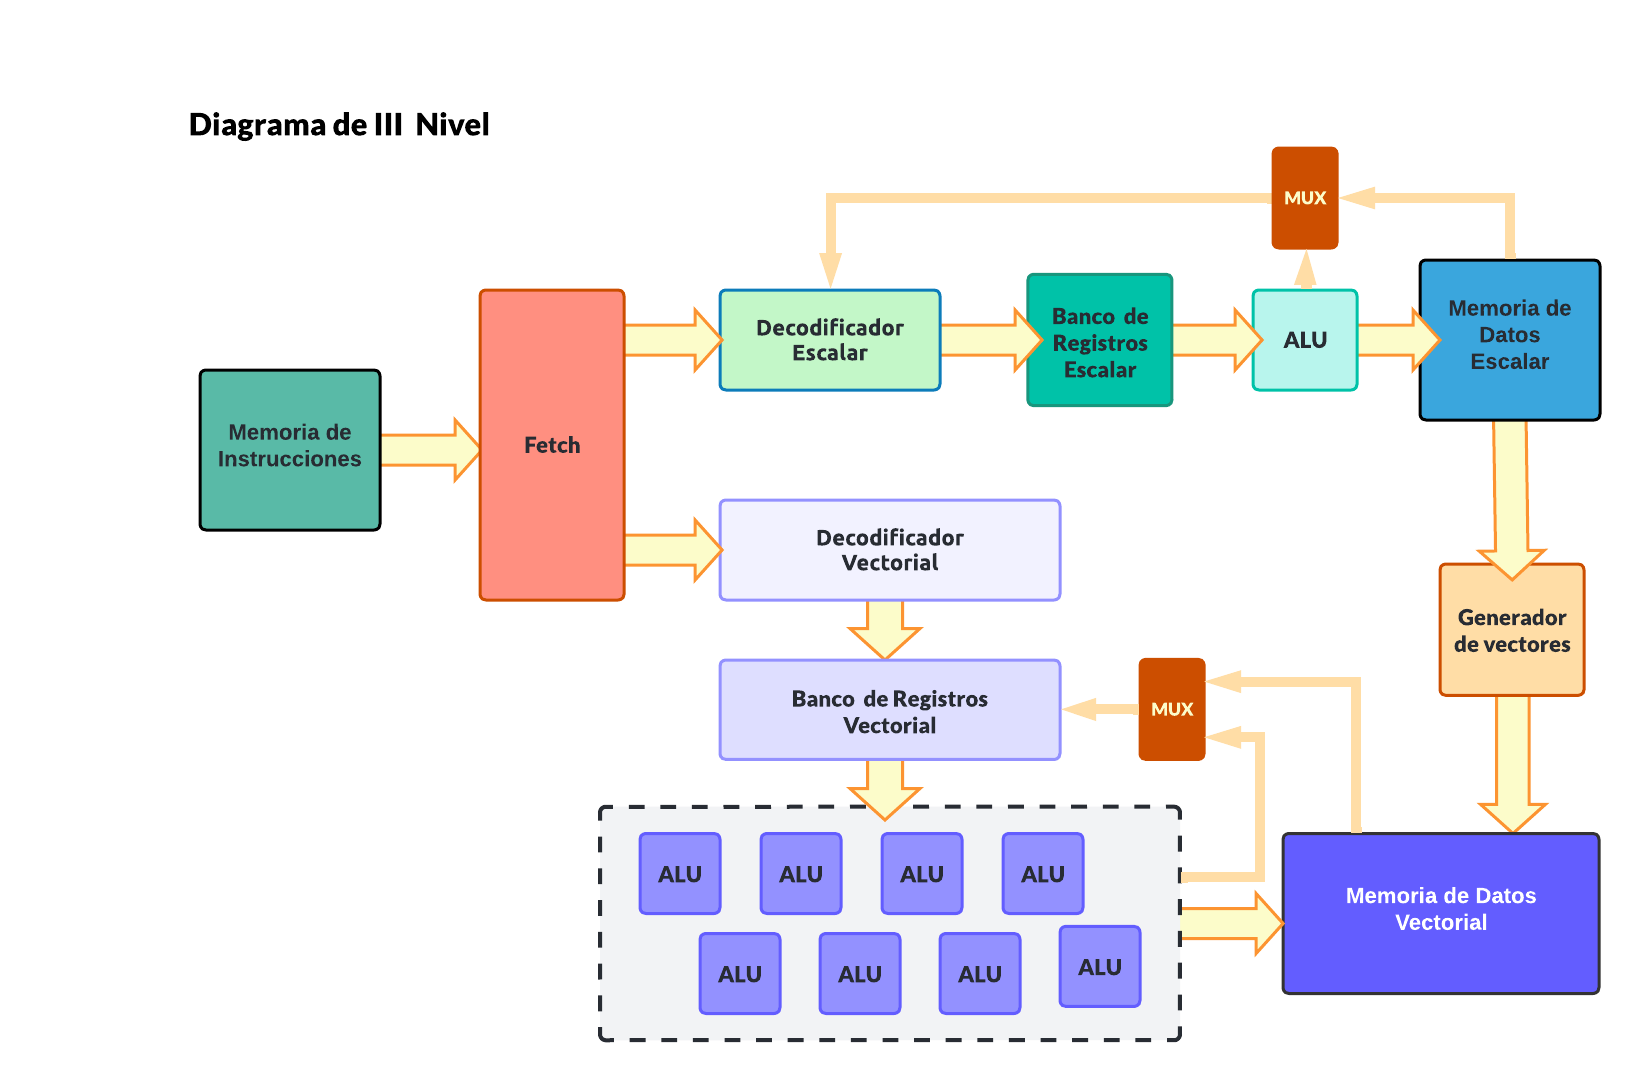 Diagrama de III Nivel
MUX
Memoria de
Datos
Escalar
Banco de
Registros
Escalar
Decodificador
Escalar
ALU
Memoria de
Instrucciones
Fetch
Decodificador
Vectorial
Generador
de vectores
Banco de Registros
Vectorial
MUX
ALU
ALU
ALU
ALU
Memoria de Datos
Vectorial
ALU
ALU
ALU
ALU